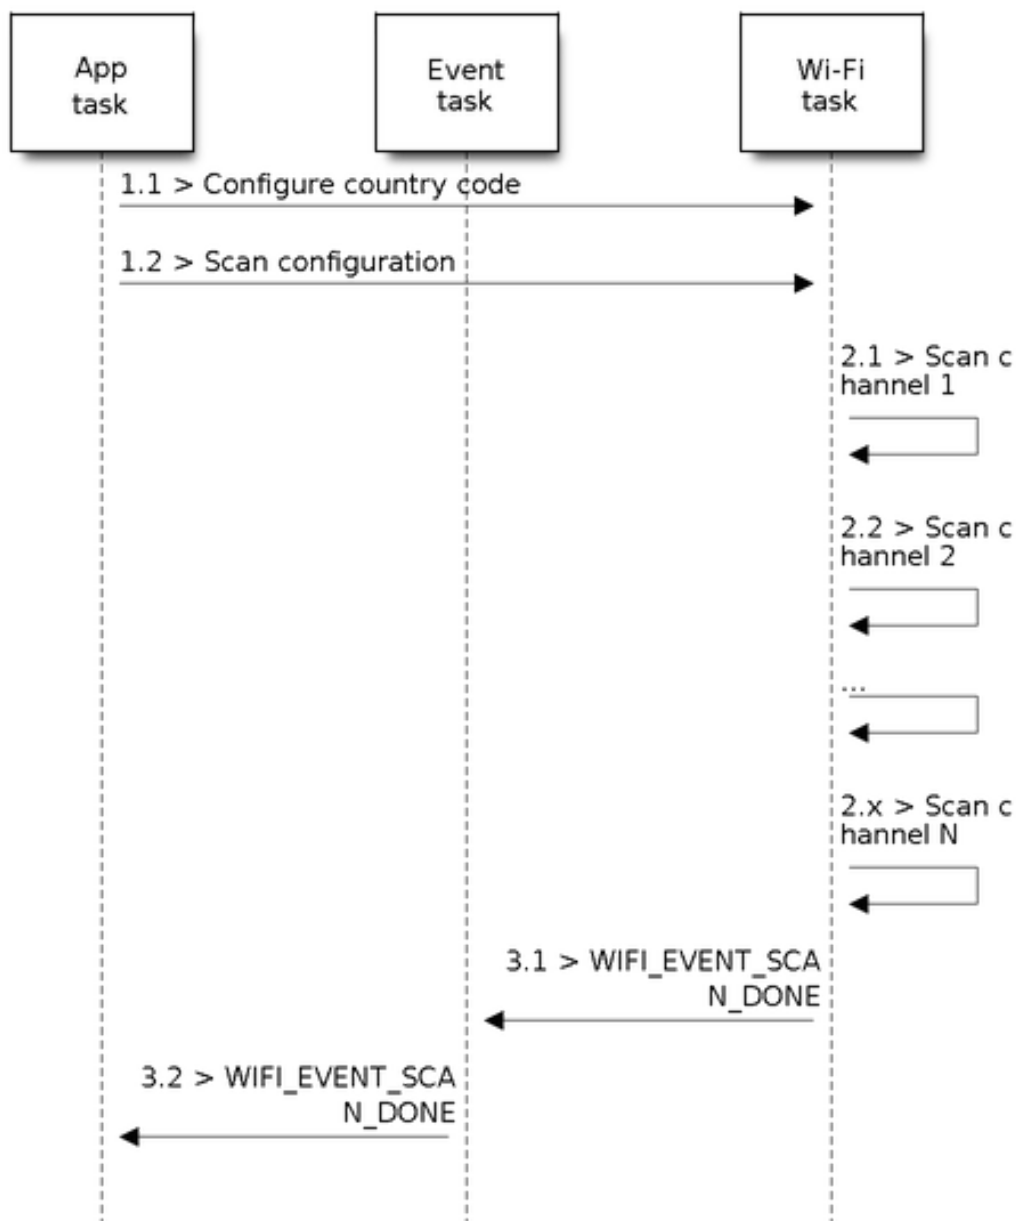 App
task
Event
task
Wi-Fi
task
1.1 > Configure country code
1.2 > Scan configuration
2.1 > Scan c
hannel 1
2.2 > Scan c
hannel 2
...
2.x > Scan c
hannel N
3.1 > WIFI_EVENT_SCA
N_DONE
3.2 > WIFI_EVENT_SCA
N_DONE